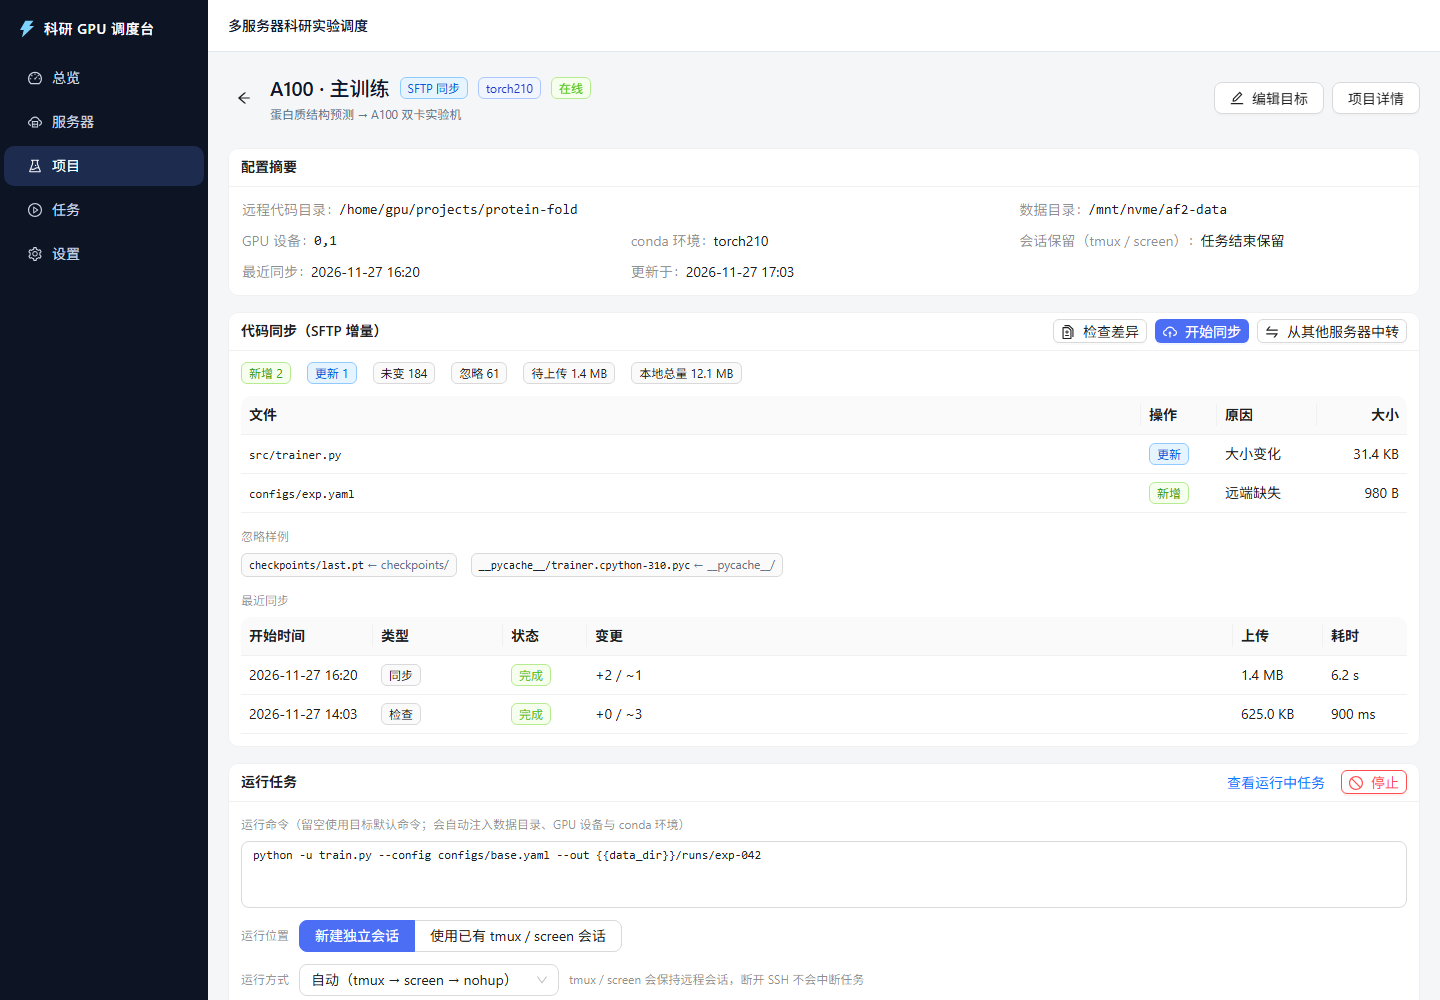 科研 GPU 调度台
总览
服务器
项目
任务
设置
多服务器科研实验调度
A100 · 主训练 SFTP 同步 torch210 在线
蛋白质结构预测 → A100 双卡实验机
编辑目标 项目详情
配置摘要
远程代码目录： /home/gpu/projects/protein-fold 数据目录： /mnt/nvme/af2-data
GPU 设备： 0,1 conda 环境： torch210 会话保留（tmux / screen）： 任务结束保留
最近同步： 2026-11-27 16:20 更新于： 2026-11-27 17:03
代码同步（SFTP 增量） 检查差异 开始同步 从其他服务器中转
新增 2 更新 1 未变 184 忽略 61 待上传 1.4 MB 本地总量 12.1 MB
文件 操作 原因 大小
src/trainer.py 更新 大小变化 31.4 KB
configs/exp.yaml 新增 远端缺失 980 B
忽略样例
checkpoints/last.pt ← checkpoints/ __pycache__/trainer.cpython-310.pyc ← __pycache__/
最近同步
开始时间 类型 状态 变更 上传 耗时
2026-11-27 16:20 同步 完成 +2 / ~1 1.4 MB 6.2 s
2026-11-27 14:03 检查 完成 +0 / ~3 625.0 KB 900 ms
运行任务 查看运行中任务 停止
运行命令（留空使用目标默认命令；会自动注入数据目录、GPU 设备与 conda 环境）
python -u train.py --config configs/base.yaml --out {{data_dir}}/runs/exp-042
运行位置 新建独立会话 使用已有 tmux / screen 会话
运行方式 自动（tmux → screen → nohup） tmux / screen 会保持远程会话，断开 SSH 不会中断任务